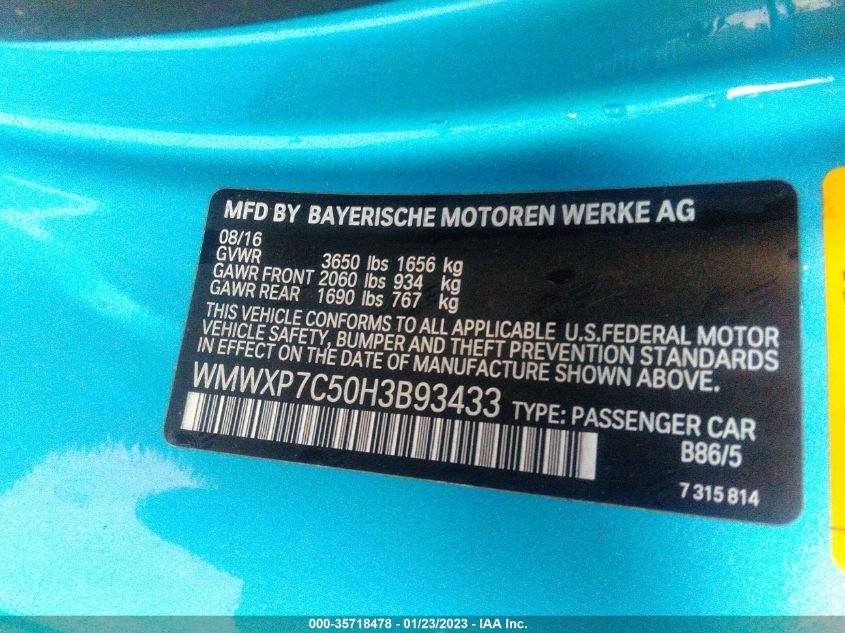 MFD BY BAYERISCHE MOTOREN WERKE AG
08/16
GVWR 3650 lbs 1656 kg
GAWR FRONT 2060 lbs 934 kg
GAWR REAR 1690 lbs 767 kg
THIS VEHICLE CONFORMS TO ALL APPLICABLE U.S.FEDERAL MOTOR
VEHICLE SAFETY, BUMPER AND THEFT PREVENTION STANDARDS
IN EFFECT ON THE DATE OF MANUFACTURE SHOWN ABOVE.
WMWXP7C50H3B93433 TYPE: PASSENGER CAR
B86/5
7 315 814
000-35718478 - 01/23/2023 - IAA Inc.